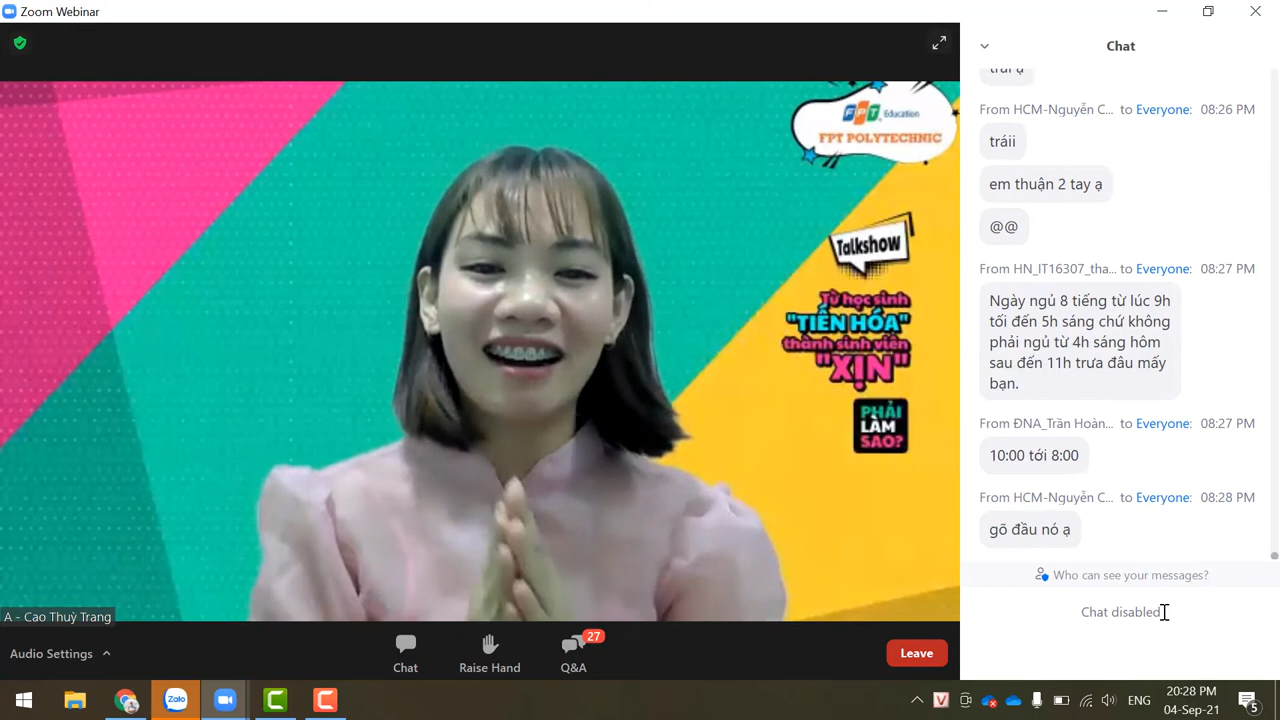 Zoom Webinar
FPT Education
FPT POLYTECHNIC
Talkshow
Từ học sinh
"TIẾN HÓA"
thành sinh viên
"XỊN"
PHẢI
LÀM
SAO?
A - Cao Thuỳ Trang
Audio Settings
Chat
Raise Hand
Q&A
27
Leave
Chat
trái ạ
From HCM-Nguyễn C... to Everyone: 08:26 PM
tráii
em thuận 2 tay ạ
@@
From HN_IT16307_tha... to Everyone: 08:27 PM
Ngày ngủ 8 tiếng từ lúc 9h
tối đến 5h sáng chứ không
phải ngủ từ 4h sáng hôm
sau đến 11h trưa đâu mấy
bạn.
From ĐNA_Trần Hoàn... to Everyone: 08:27 PM
10:00 tới 8:00
From HCM-Nguyễn C... to Everyone: 08:28 PM
gõ đầu nó ạ
Who can see your messages?
Chat disabled
Zalo
ENG
20:28 PM
04-Sep-21
5